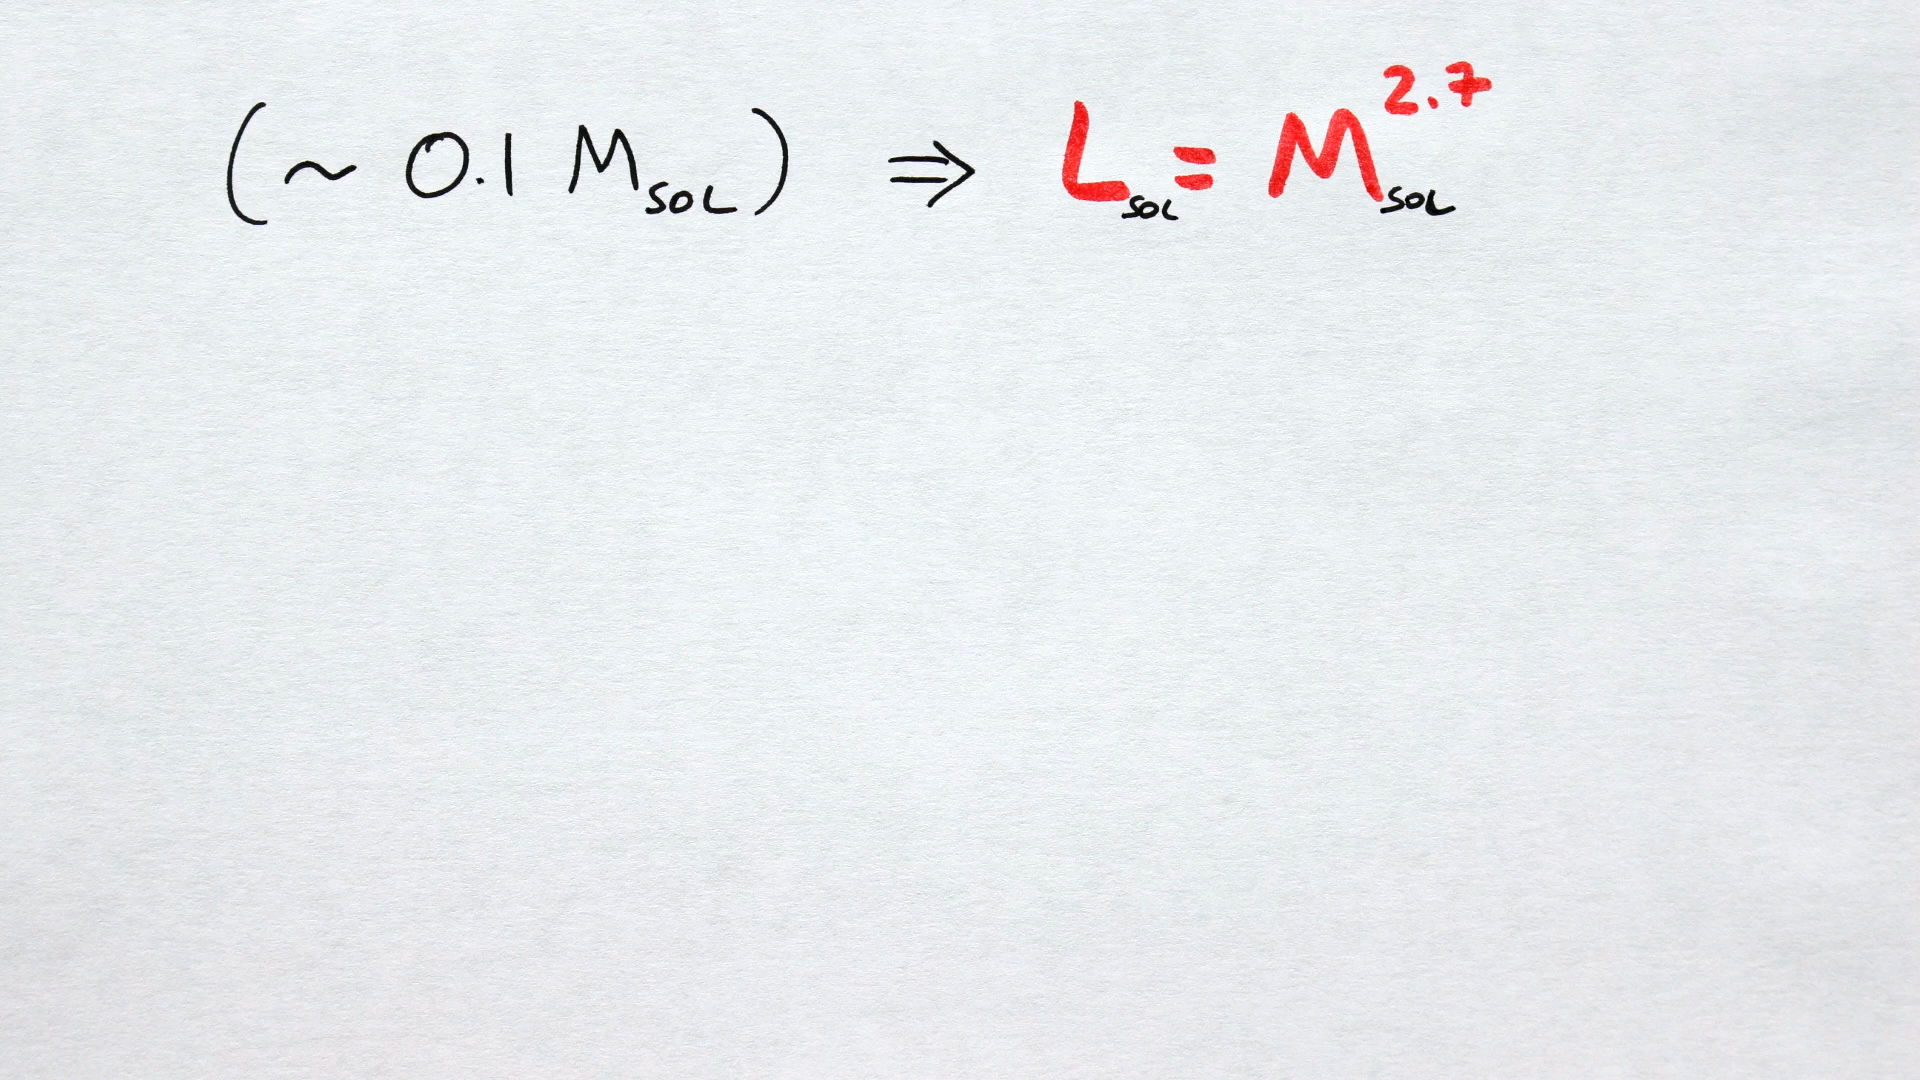 (~ 0.1 M_SOL) ⇒ L_SOL = M_SOL^2.7